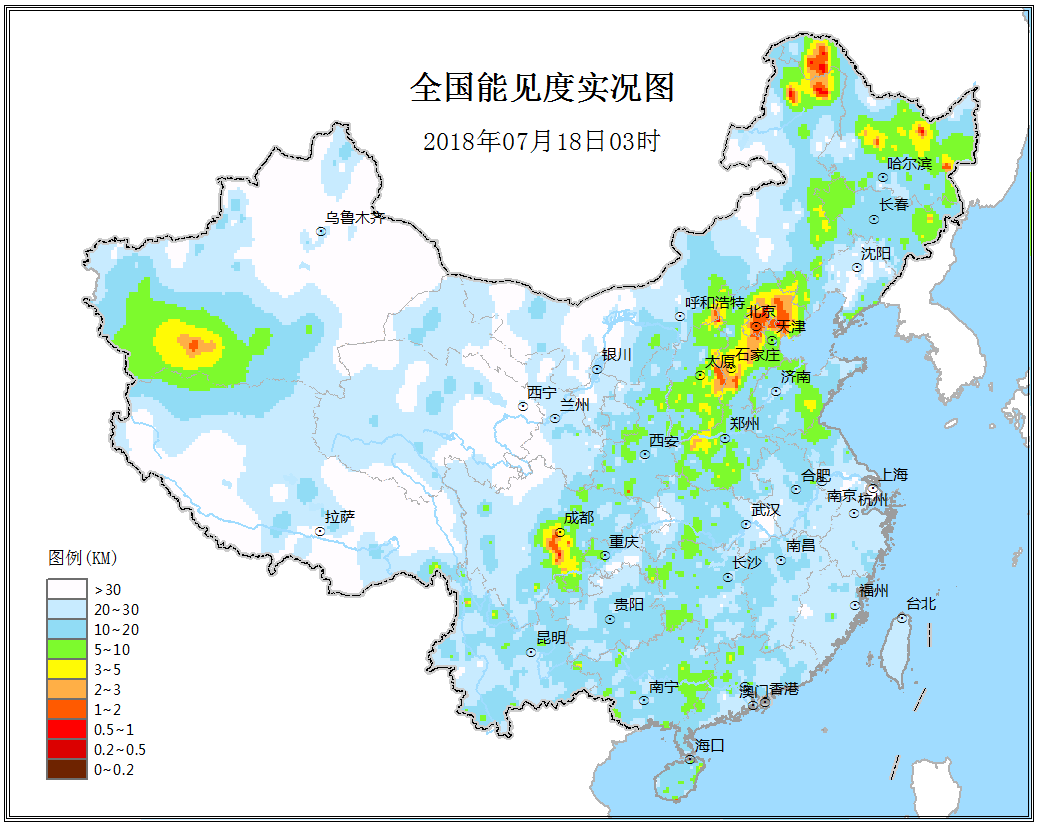 全国能见度实况图
2018年07月18日03时
哈尔滨
长春
乌鲁木齐
沈阳
呼和浩特
北京
天津
银川
太原
石家庄
济南
西宁
兰州
郑州
西安
合肥
上海
南京
杭州
拉萨
成都
武汉
重庆
南昌
长沙
贵阳
福州
台北
昆明
南宁
澳门
香港
海口
图例(KM)
>30
20~30
10~20
5~10
3~5
2~3
1~2
0.5~1
0.2~0.5
0~0.2